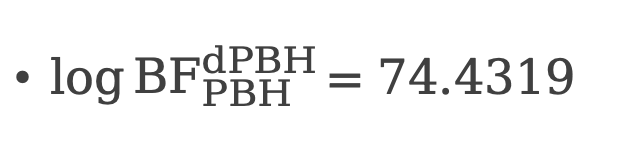 • log BF^{dPBH}_{PBH} = 74.4319